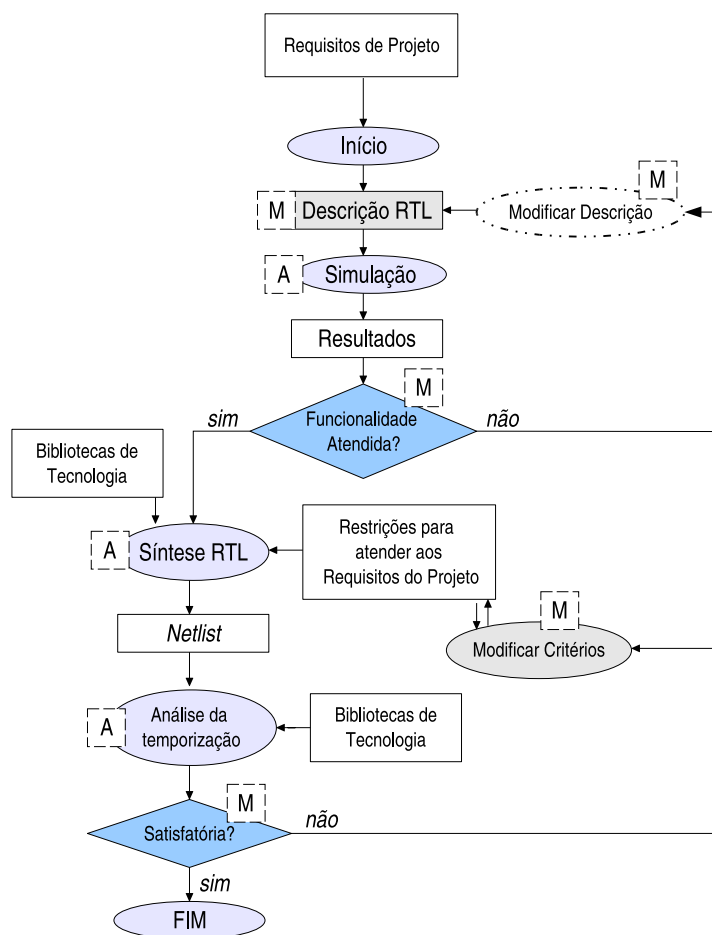 Requisitos de Projeto
Início
M
M
Descrição RTL
Modificar Descrição
A
Simulação
Resultados
M
Funcionalidade
Atendida?
sim
não
Bibliotecas de
Tecnologia
A
Síntese RTL
Restrições para
atender aos
Requisitos do Projeto
Netlist
M
Modificar Critérios
A
Análise da
temporização
Bibliotecas de
Tecnologia
M
Satisfatória?
não
sim
FIM